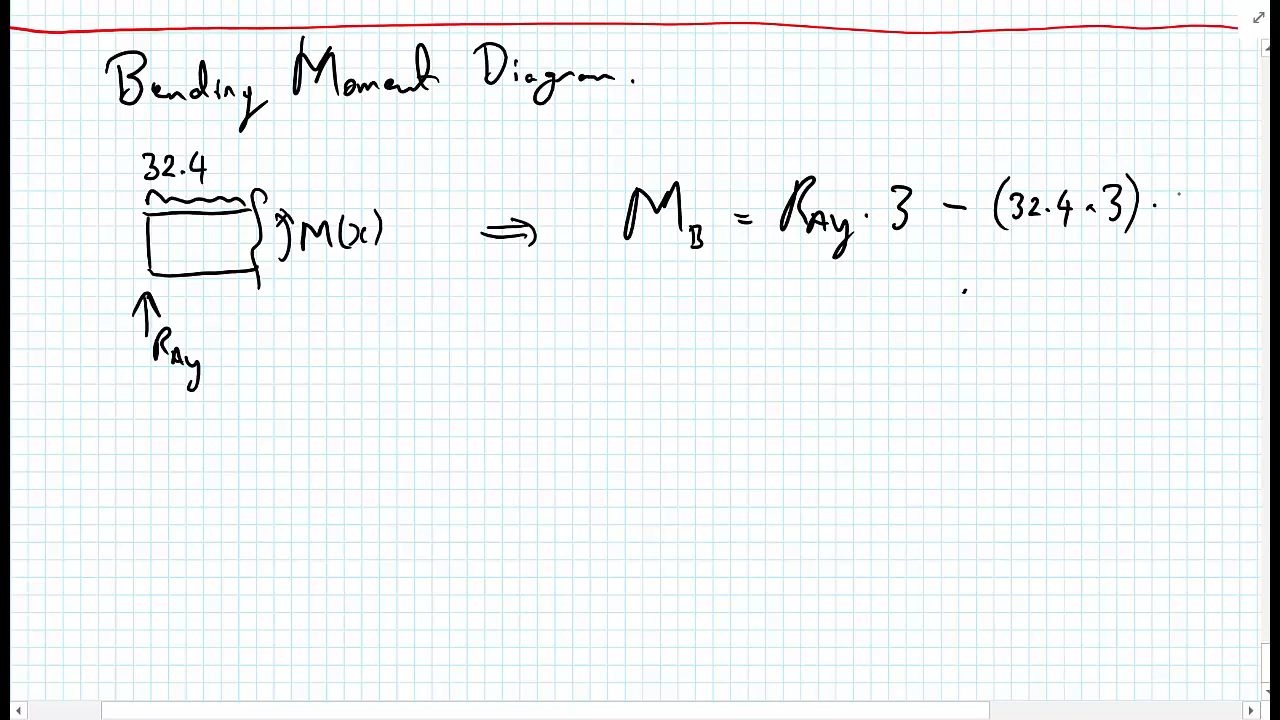 Bending Moment Diagram.
32.4
M(x) ⇒ M_B = R_Ay · 3 - (32.4 · 3) ·
R_Ay